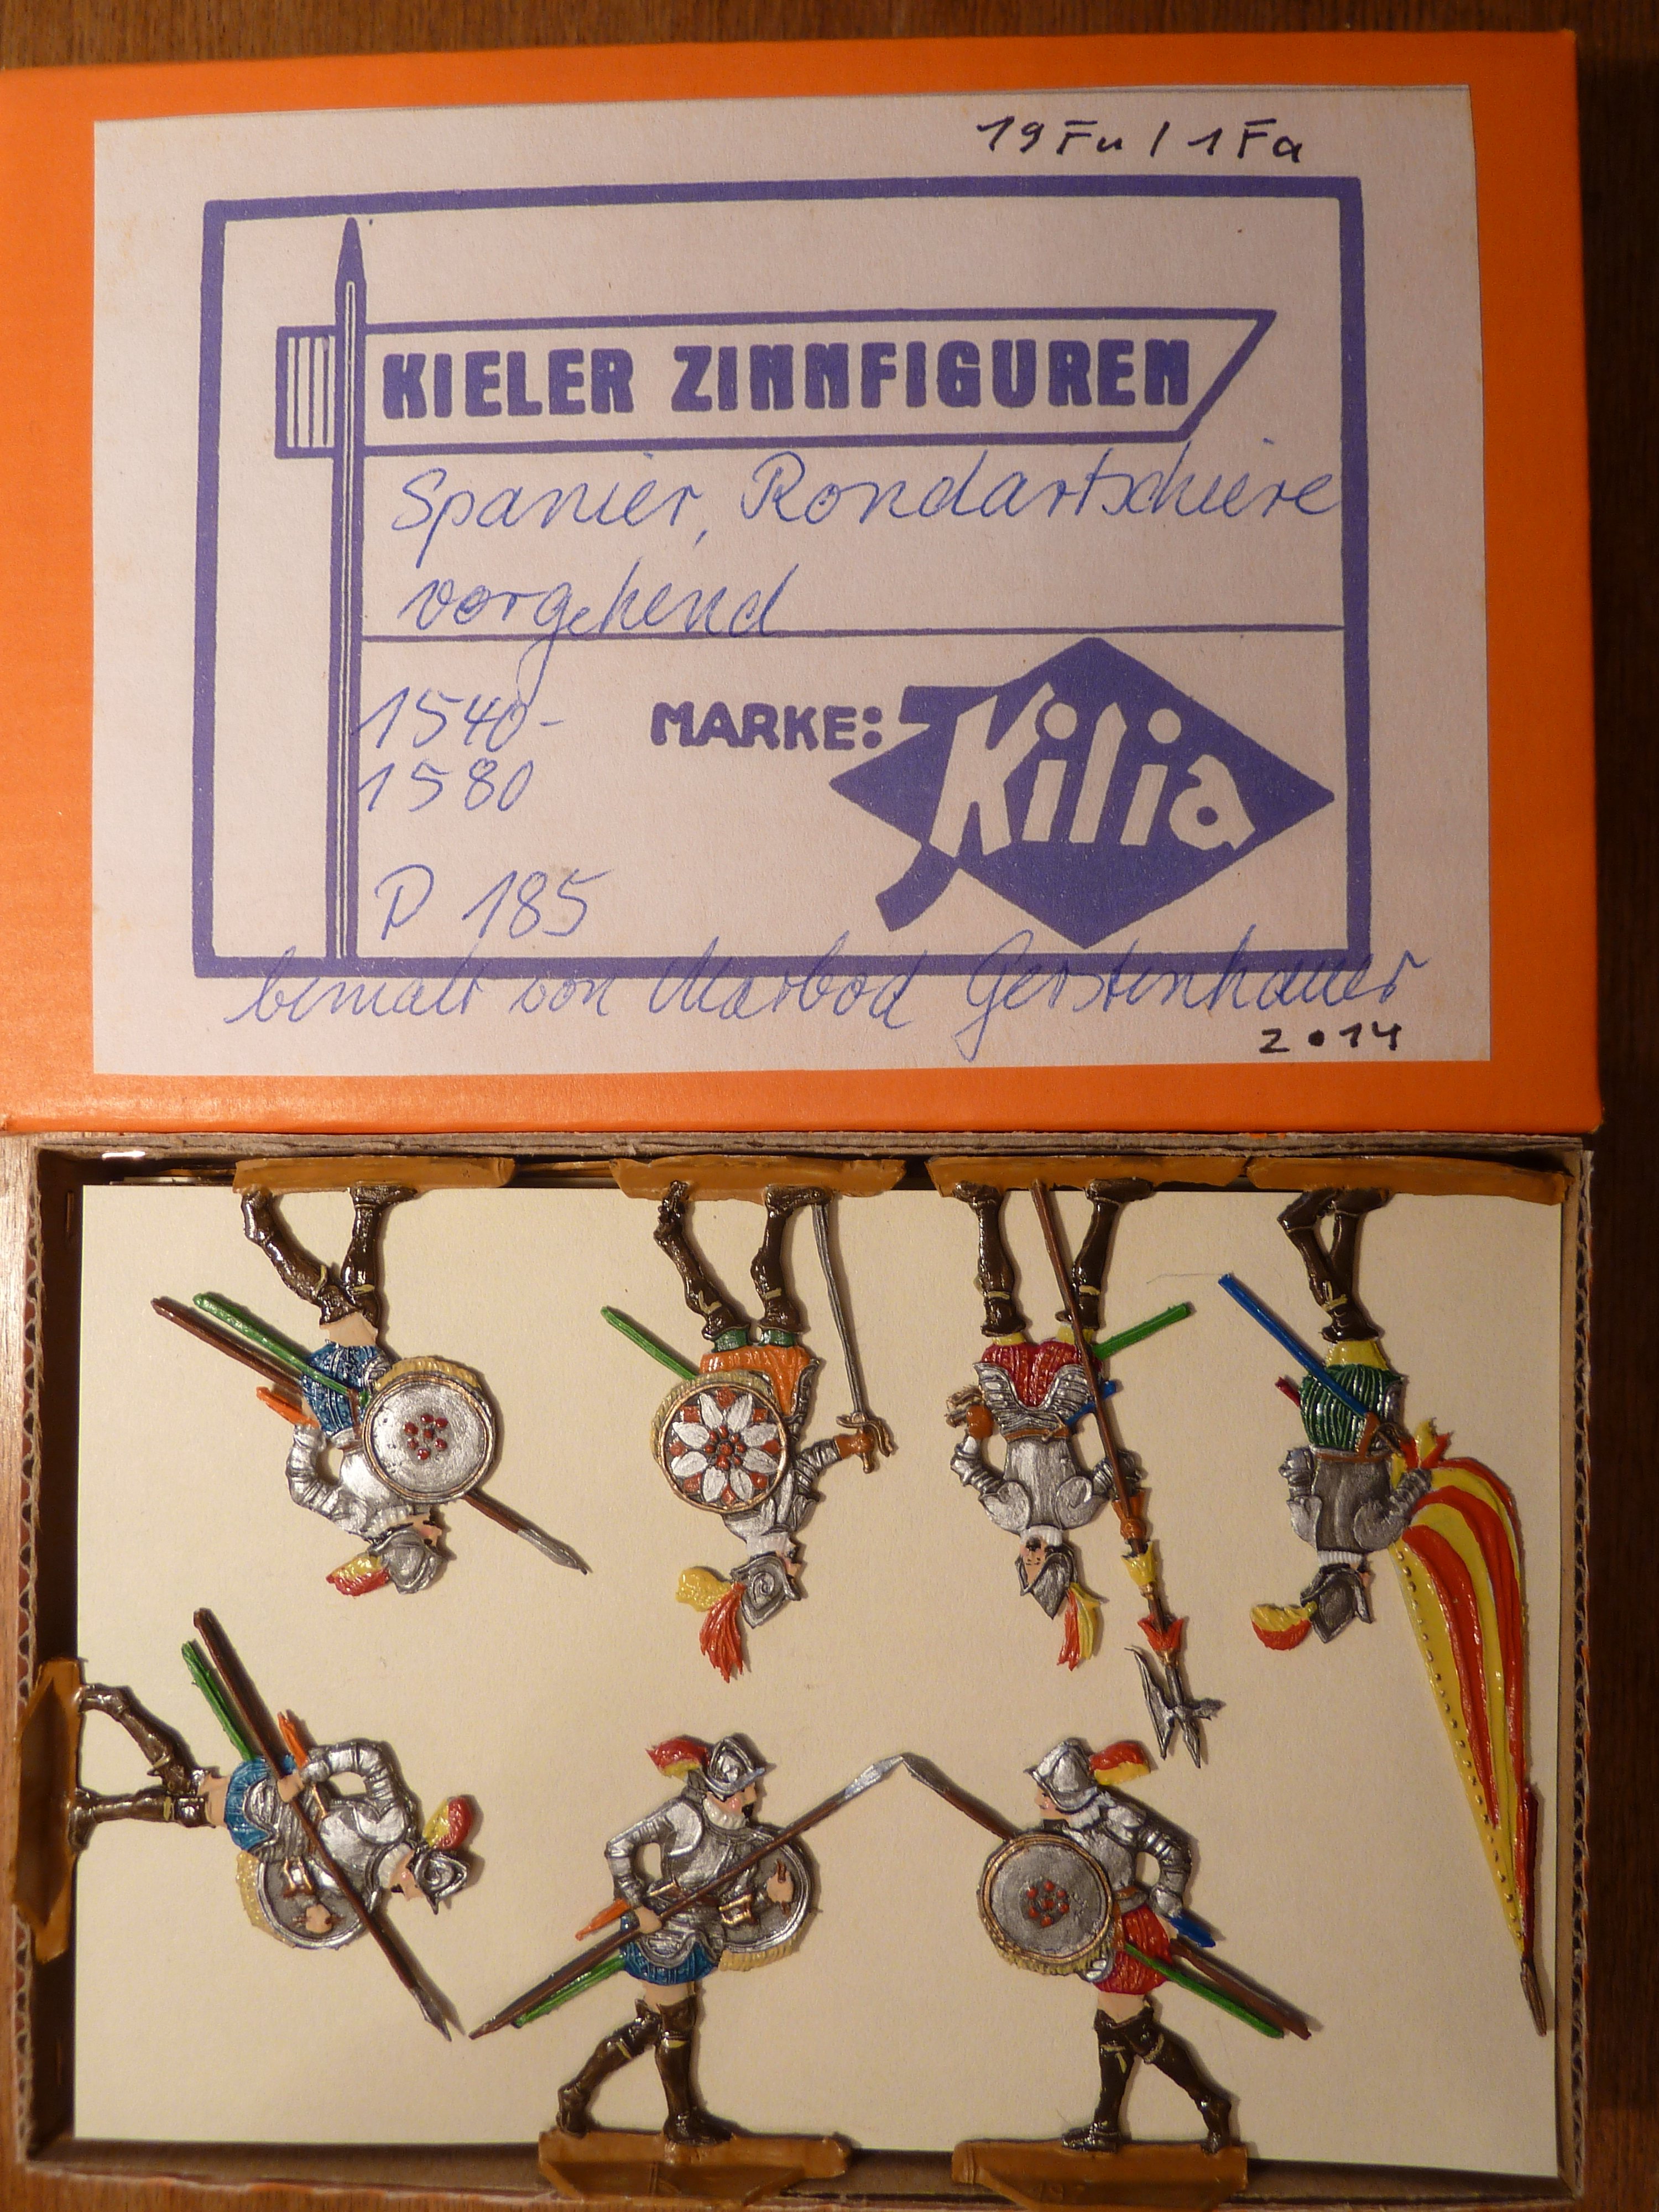 19 Fu / 1 Fa
KIELER ZINNFIGUREN
Spanier, Rondartschiere
vorgehend
1540-
1580
MARKE: Kilia
P 185
bemalt von Marbod Gerstenhauer
2014